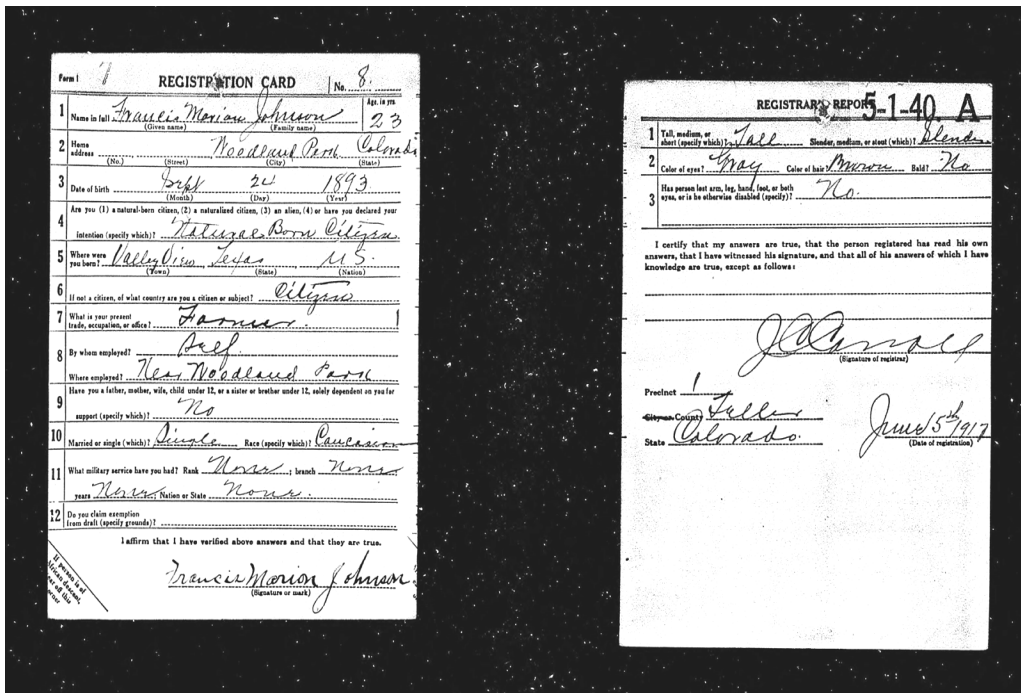 Form 1
REGISTRATION CARD No. 8.
1 Name in full Francis Marion Johnson Age, in yrs. 23
(Given name) (Family name)
2 Home address Woodland Park Colorado
(No.) (Street) (City) (State)
3 Date of birth Sept 24 1893
(Month) (Day) (Year)
4 Are you (1) a natural-born citizen, (2) a naturalized citizen, (3) an alien, (4) or have you declared your
intention (specify which)? Natural Born Citizen
5 Where were you born? Valley View Texas U.S.
(Town) (State) (Nation)
6 If not a citizen, of what country are you a citizen or subject? Citizen
7 What is your present trade, occupation, or office? Farmer
8 By whom employed? Self
Where employed? Near Woodland Park
9 Have you a father, mother, wife, child under 12, or a sister or brother under 12, solely dependent on you for
support (specify which)? No
10 Married or single (which)? Single Race (specify which)? Caucasian
11 What military service have you had? Rank None; branch None
years None; Nation or State None.
12 Do you claim exemption from draft (specify grounds)?
I affirm that I have verified above answers and that they are true.
Francis Marion Johnson
(Signature or mark)
If person is of
African descent,
off this
corner
REGISTRAR'S REPORT 5-1-40. A
1 Tall, medium, or short (specify which)? Tall Slender, medium, or stout (which)? Slender
2 Color of eyes? Gray Color of hair? Brown Bald? No
3 Has person lost arm, leg, hand, foot, or both eyes, or is he otherwise disabled (specify)? No.
I certify that my answers are true, that the person registered has read his own
answers, that I have witnessed his signature, and that all of his answers of which I have
knowledge are true, except as follows:
J C Carroll
(Signature of registrar)
Precinct 1
City or County Teller
State Colorado. June 5th 1917
(Date of registration)